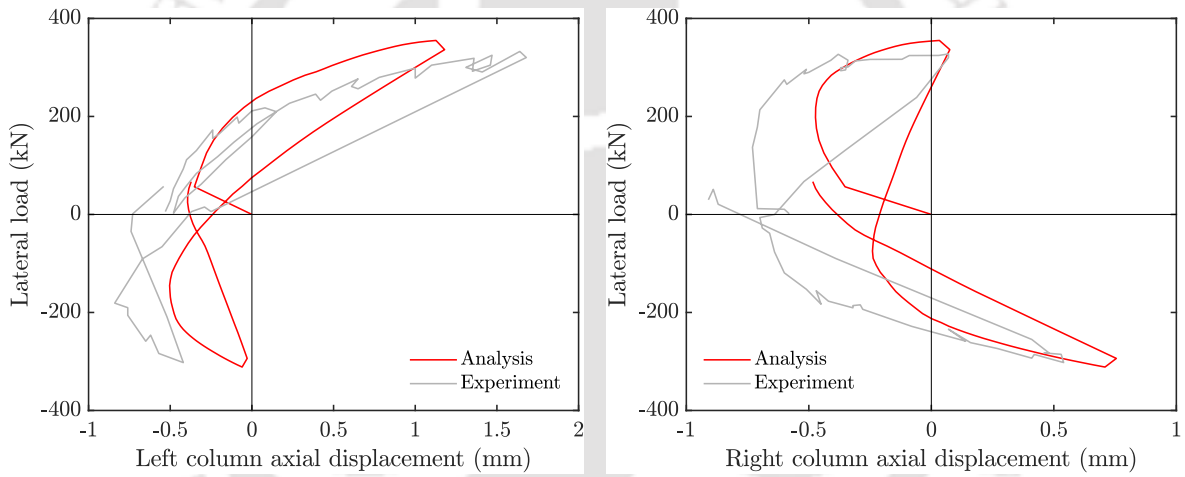 400
200
0
-200
-400
Lateral load (kN)
Analysis
Experiment
-1 -0.5 0 0.5 1 1.5 2
Left column axial displacement (mm)
400
200
0
-200
-400
Lateral load (kN)
Analysis
Experiment
-1 -0.5 0 0.5 1
Right column axial displacement (mm)